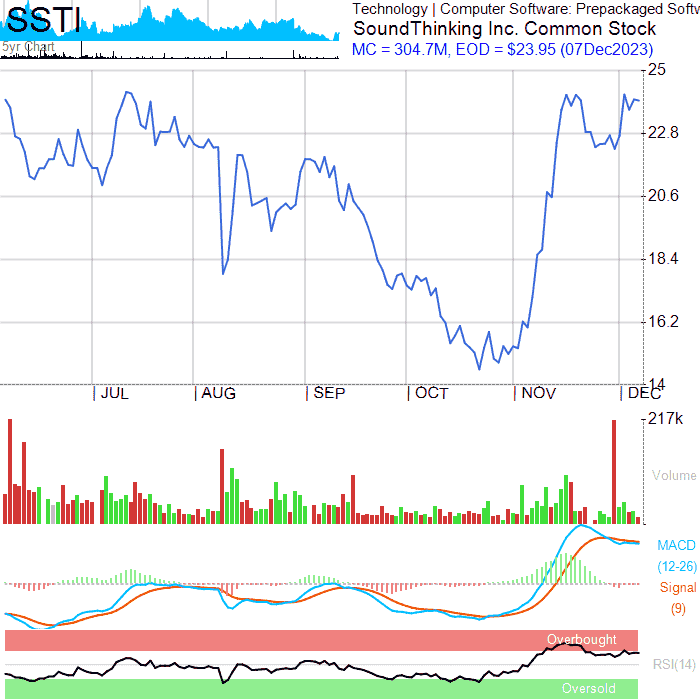 SSTI
5yr Chart
Technology | Computer Software: Prepackaged Softw
SoundThinking Inc. Common Stock
MC = 304.7M, EOD = $23.95 (07Dec2023)
25
22.8
20.6
18.4
16.2
14
JUL AUG SEP OCT NOV DEC
217k
Volume
MACD
(12-26)
Signal
(9)
Overbought
RSI(14)
Oversold